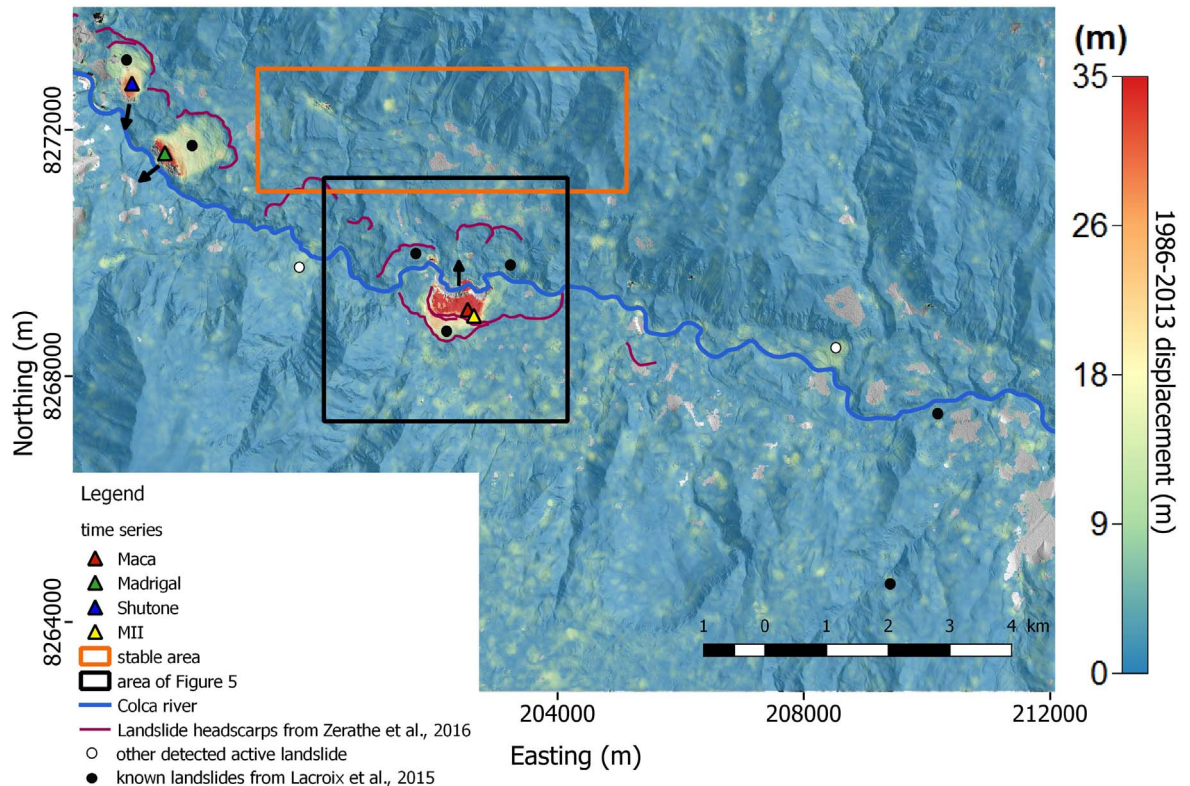 (m)
35
26
18
9
0
1986-2013 displacement (m)
8272000
8268000
8264000
Northing (m)
Legend
time series
Maca
Madrigal
Shutone
MII
stable area
area of Figure 5
Colca river
Landslide headscarps from Zerathe et al., 2016
other detected active landslide
known landslides from Lacroix et al., 2015
1 0 1 2 3 4 km
204000 208000 212000
Easting (m)